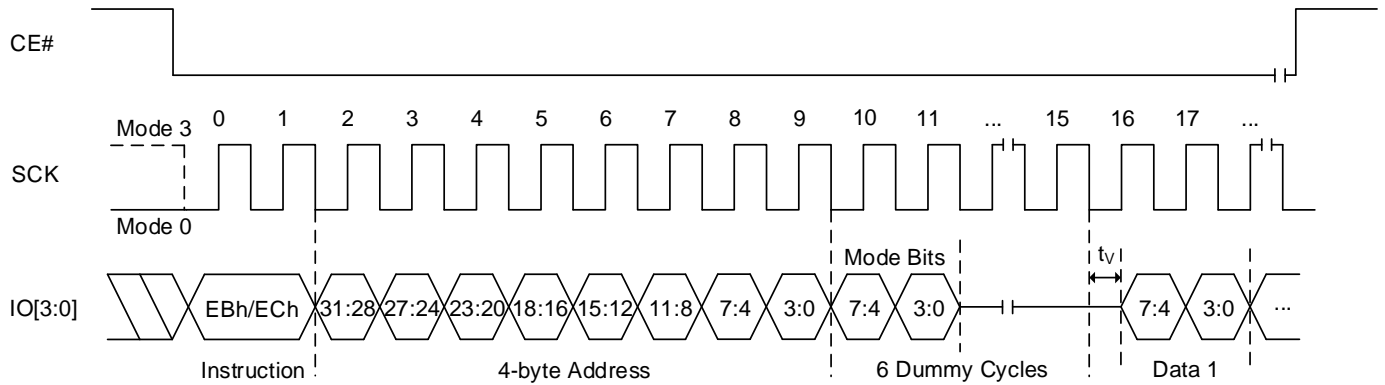 CE#
0 1 2 3 4 5 6 7 8 9 10 11 ... 15 16 17 ...
Mode 3
SCK
Mode 0
Mode Bits
tV
IO[3:0]
EBh/ECh 31:28 27:24 23:20 18:16 15:12 11:8 7:4 3:0 7:4 3:0 7:4 3:0 ...
Instruction 4-byte Address 6 Dummy Cycles Data 1